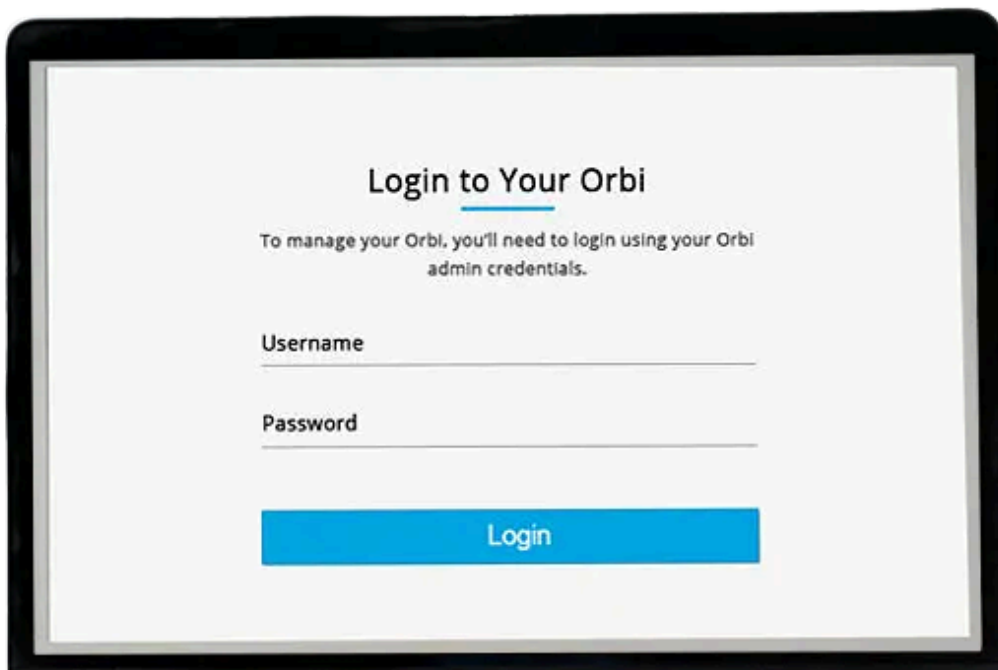 Login to Your Orbi
To manage your Orbi, you'll need to login using your Orbi
admin credentials.
Username
Password
Login